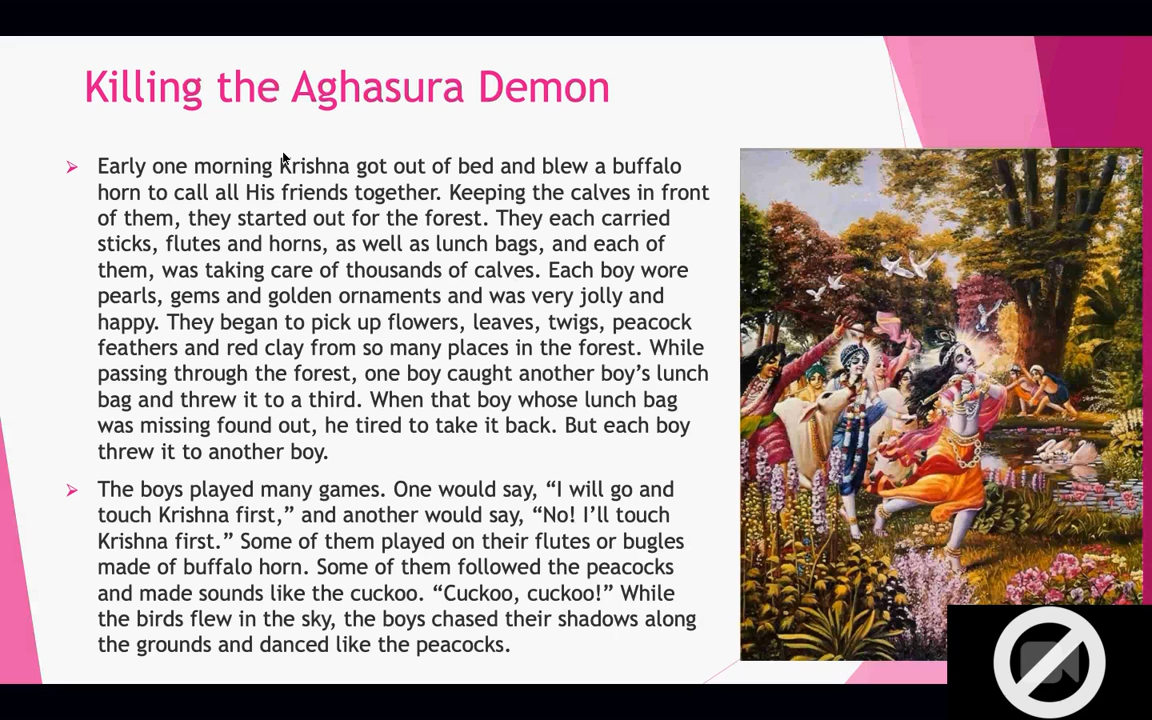 Killing the Aghasura Demon
Early one morning Krishna got out of bed and blew a buffalo
horn to call all His friends together. Keeping the calves in front
of them, they started out for the forest. They each carried
sticks, flutes and horns, as well as lunch bags, and each of
them, was taking care of thousands of calves. Each boy wore
pearls, gems and golden ornaments and was very jolly and
happy. They began to pick up flowers, leaves, twigs, peacock
feathers and red clay from so many places in the forest. While
passing through the forest, one boy caught another boy’s lunch
bag and threw it to a third. When that boy whose lunch bag
was missing found out, he tired to take it back. But each boy
threw it to another boy.
The boys played many games. One would say, “I will go and
touch Krishna first,” and another would say, “No! I’ll touch
Krishna first.” Some of them played on their flutes or bugles
made of buffalo horn. Some of them followed the peacocks
and made sounds like the cuckoo. “Cuckoo, cuckoo!” While
the birds flew in the sky, the boys chased their shadows along
the grounds and danced like the peacocks.